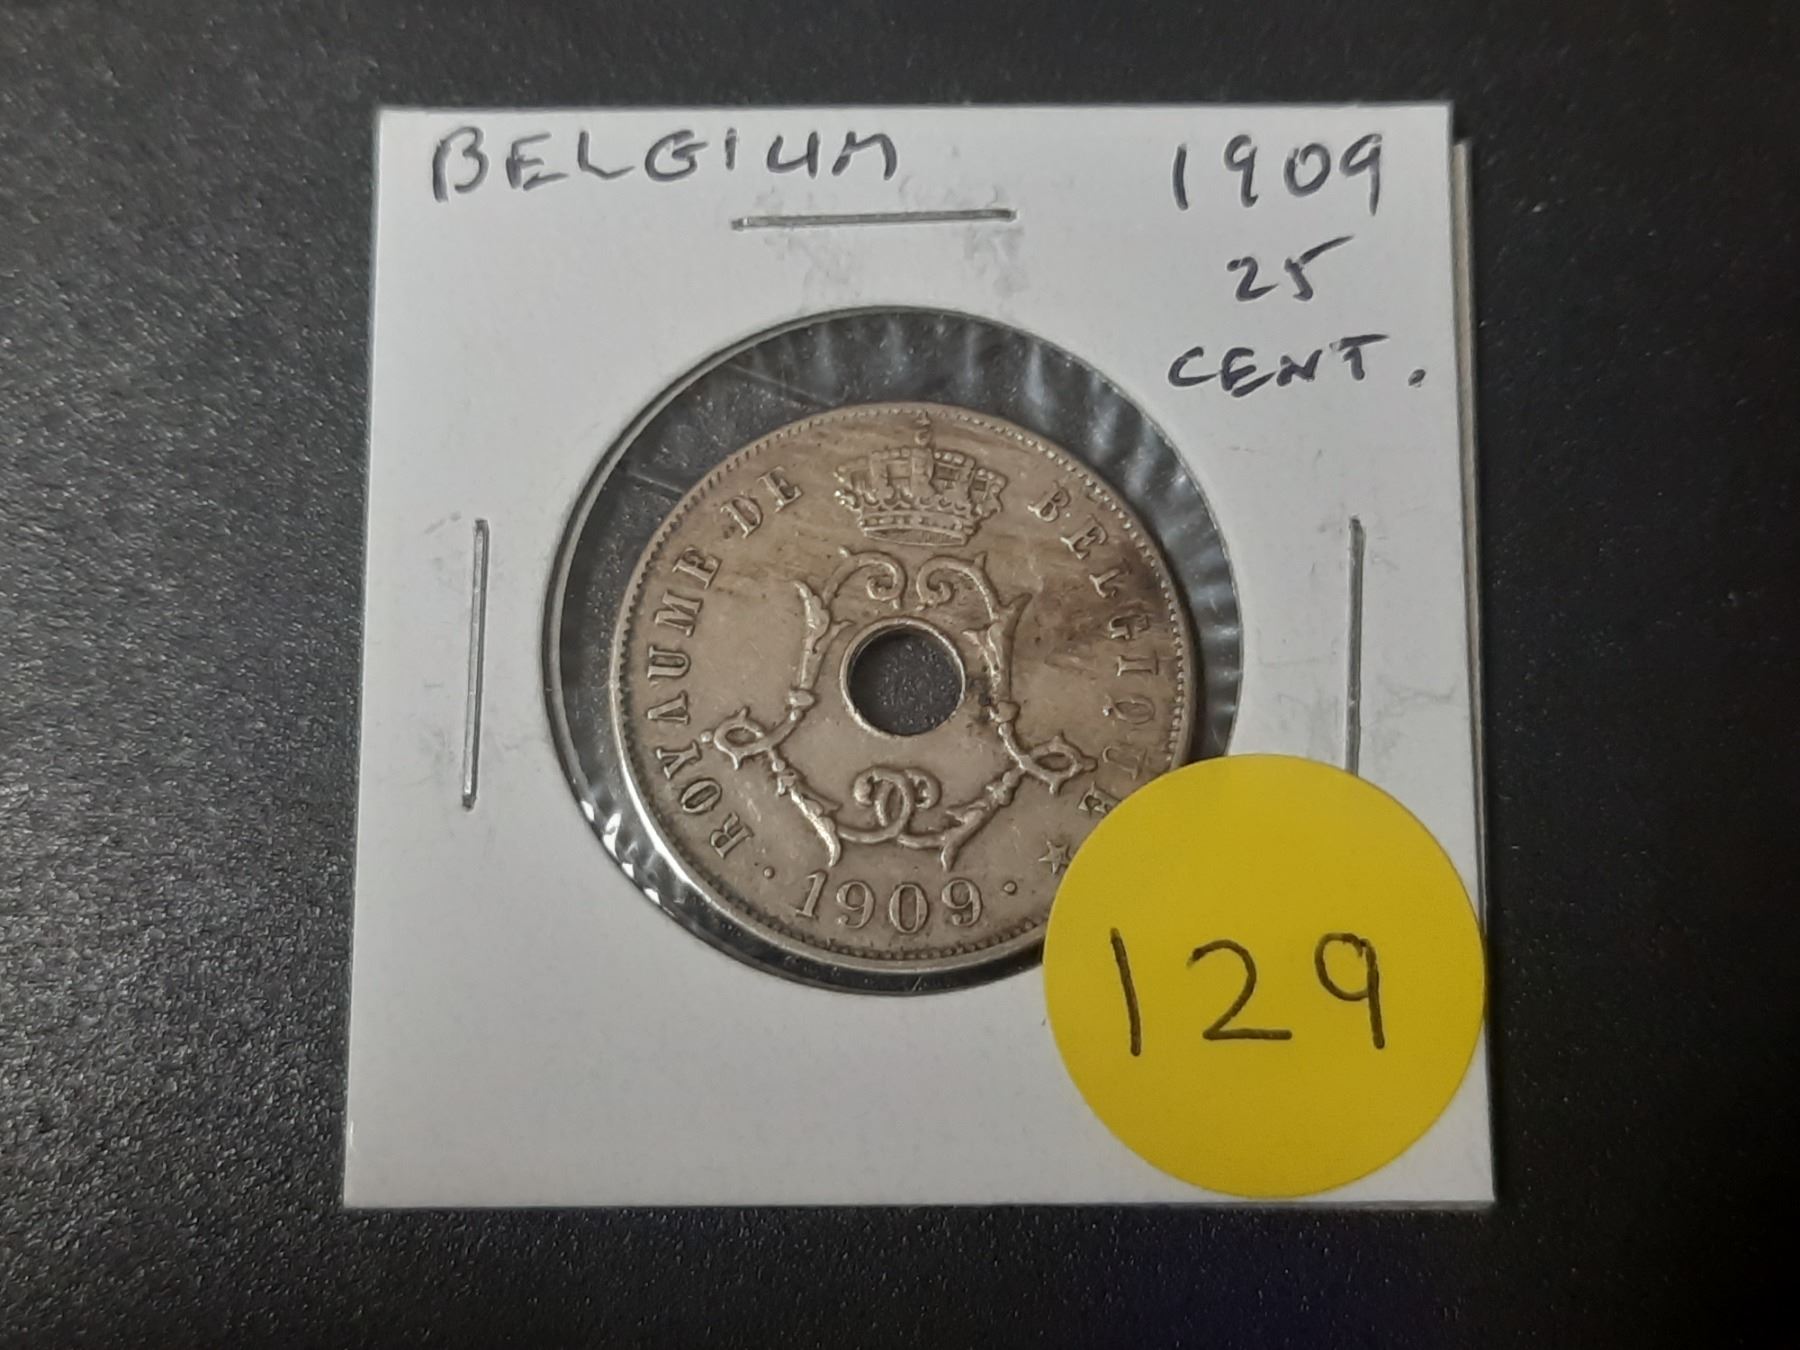 BELGIUM 1909
25
CENT.
· ROYAUME DE BELGIQUE ☆
· 1909 ·
129